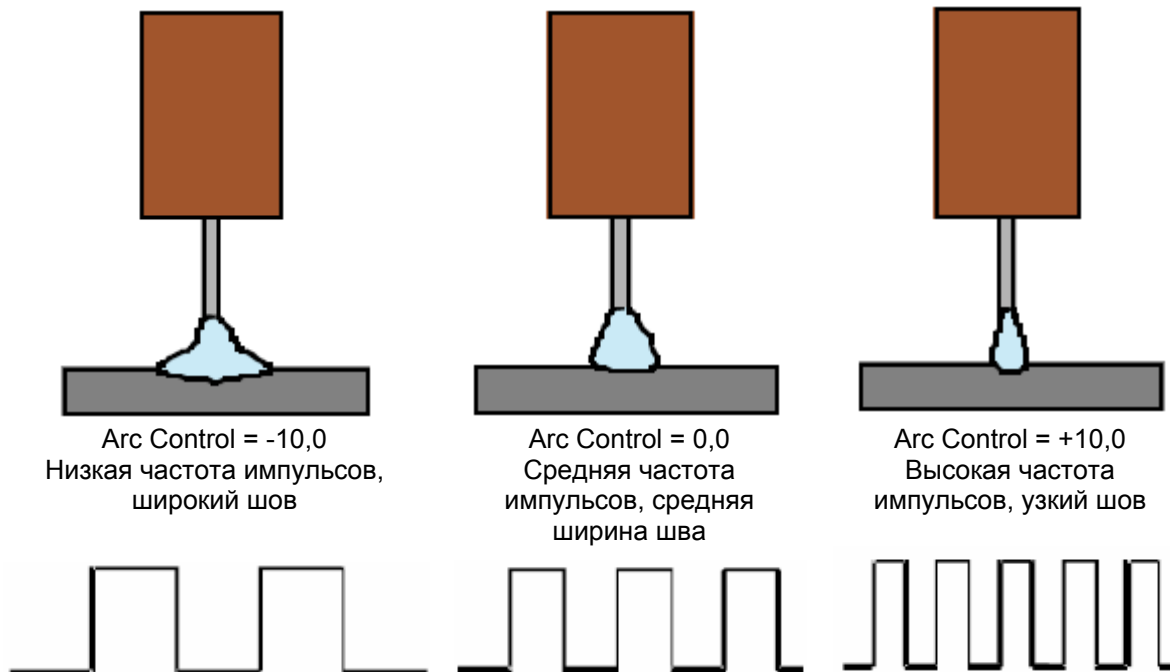 Arc Control = -10,0
Низкая частота импульсов,
широкий шов
Arc Control = 0,0
Средняя частота
импульсов, средняя
ширина шва
Arc Control = +10,0
Высокая частота
импульсов, узкий шов